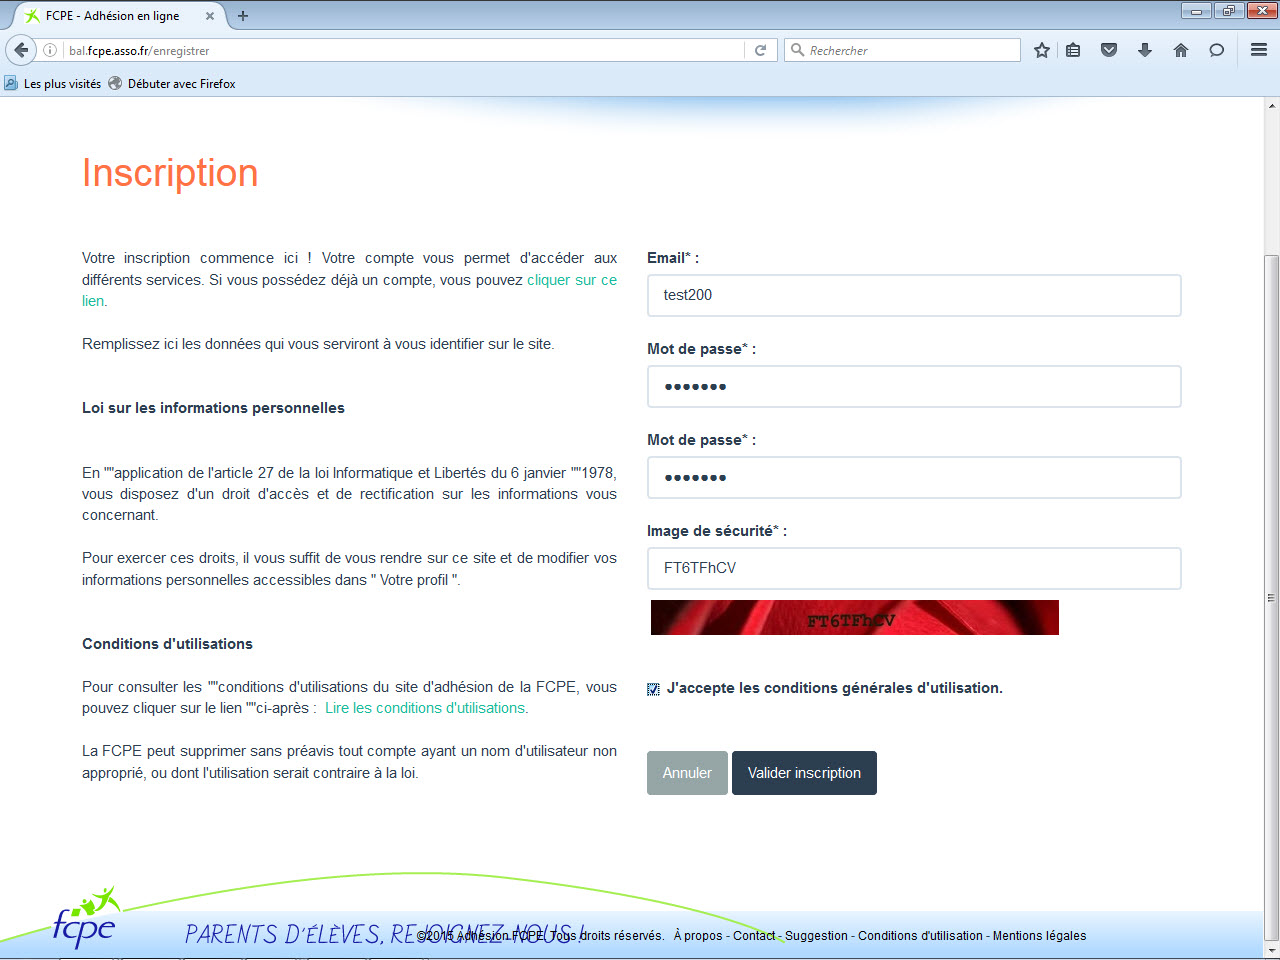 FCPE - Adhésion en ligne
bal.fcpe.asso.fr/enregistrer
Rechercher
Les plus visités
Débuter avec Firefox
Inscription
Votre inscription commence ici ! Votre compte vous permet d'accéder aux
différents services. Si vous possédez déjà un compte, vous pouvez cliquer sur ce
lien.
Remplissez ici les données qui vous serviront à vous identifier sur le site.
Loi sur les informations personnelles
En ""application de l'article 27 de la loi Informatique et Libertés du 6 janvier ""1978,
vous disposez d'un droit d'accès et de rectification sur les informations vous
concernant.
Pour exercer ces droits, il vous suffit de vous rendre sur ce site et de modifier vos
informations personnelles accessibles dans " Votre profil ".
Conditions d'utilisations
Pour consulter les ""conditions d'utilisations du site d'adhésion de la FCPE, vous
pouvez cliquer sur le lien ""ci-après : Lire les conditions d'utilisations.
La FCPE peut supprimer sans préavis tout compte ayant un nom d'utilisateur non
approprié, ou dont l'utilisation serait contraire à la loi.
Email* :
test200
Mot de passe* :
•••••••
Mot de passe* :
•••••••
Image de sécurité* :
FT6TFhCV
FT6TFhCV
J'accepte les conditions générales d'utilisation.
Annuler
Valider inscription
fcpe
PARENTS D'ÉLÈVES, REJOIGNEZ-NOUS !
©2015 Adhésion FCPE. Tous droits réservés. À propos - Contact - Suggestion - Conditions d'utilisation - Mentions légales